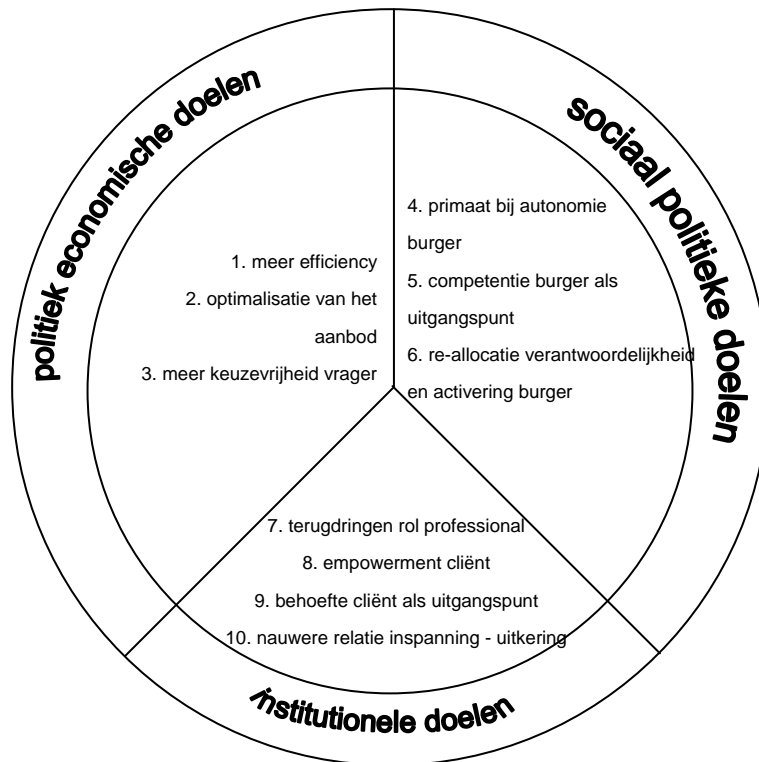 politiek economische doelen
1. meer efficiency
2. optimalisatie van het
aanbod
3. meer keuzevrijheid vrager
sociaal politieke doelen
4. primaat bij autonomie
burger
5. competentie burger als
uitgangspunt
6. re-allocatie verantwoordelijkheid
en activering burger
7. terugdringen rol professional
8. empowerment cliënt
9. behoefte cliënt als uitgangspunt
10. nauwere relatie inspanning - uitkering
institutionele doelen